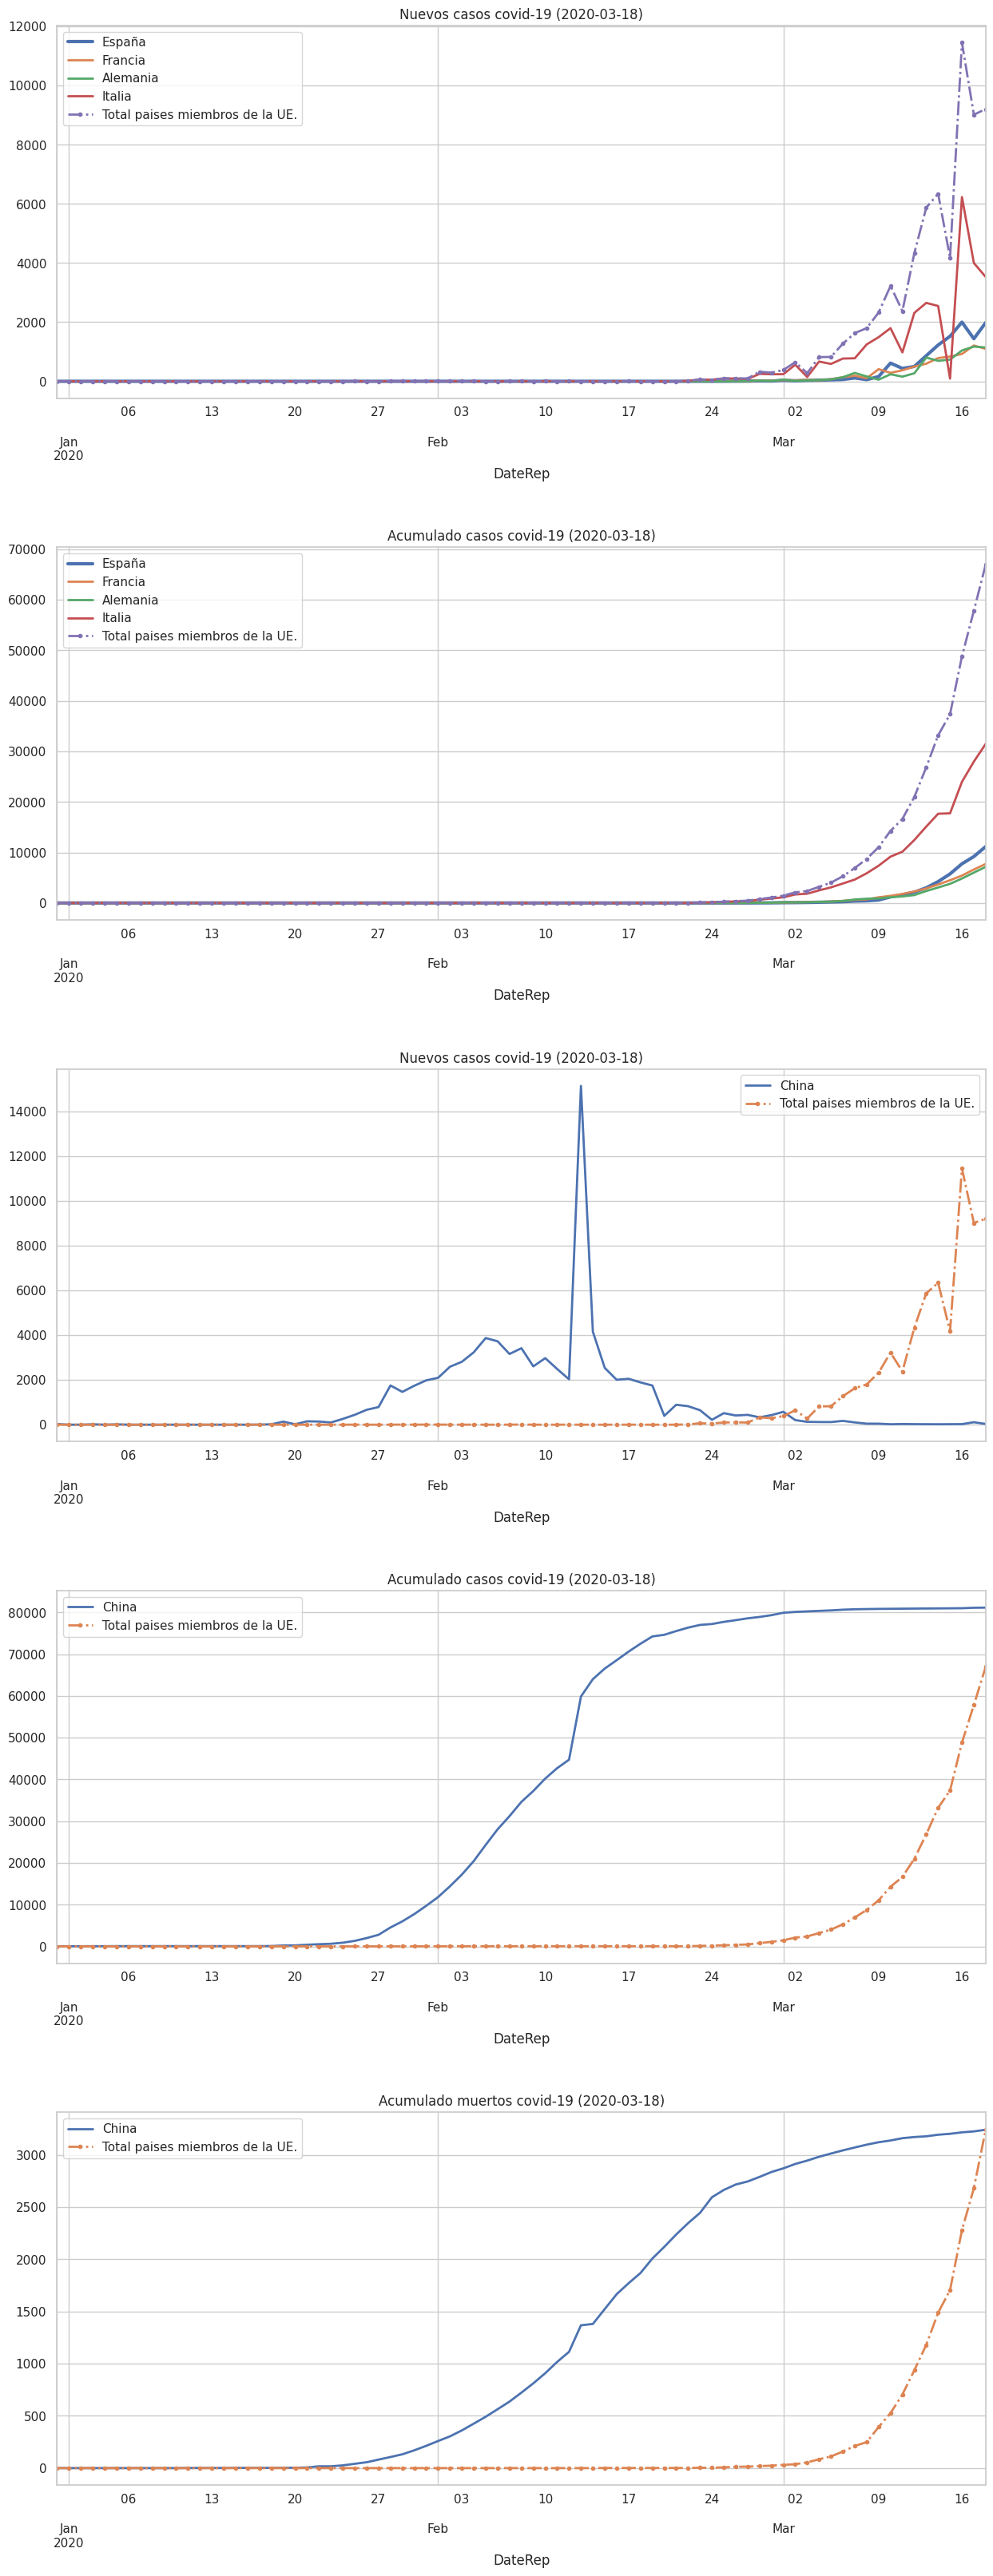 Nuevos casos covid-19 (2020-03-18)
12000
10000
8000
6000
4000
2000
0
España
Francia
Alemania
Italia
Total paises miembros de la UE.
06 13 20 27 03 10 17 24 02 09 16
Jan Feb Mar
2020
DateRep
Acumulado casos covid-19 (2020-03-18)
70000
60000
50000
40000
30000
20000
10000
0
España
Francia
Alemania
Italia
Total paises miembros de la UE.
06 13 20 27 03 10 17 24 02 09 16
Jan Feb Mar
2020
DateRep
Nuevos casos covid-19 (2020-03-18)
14000
12000
10000
8000
6000
4000
2000
0
China
Total paises miembros de la UE.
06 13 20 27 03 10 17 24 02 09 16
Jan Feb Mar
2020
DateRep
Acumulado casos covid-19 (2020-03-18)
80000
70000
60000
50000
40000
30000
20000
10000
0
China
Total paises miembros de la UE.
06 13 20 27 03 10 17 24 02 09 16
Jan Feb Mar
2020
DateRep
Acumulado muertos covid-19 (2020-03-18)
3000
2500
2000
1500
1000
500
0
China
Total paises miembros de la UE.
06 13 20 27 03 10 17 24 02 09 16
Jan Feb Mar
2020
DateRep